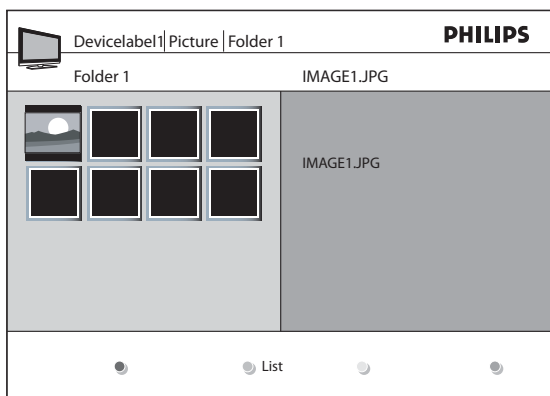 Devicelabel1 Picture Folder 1 PHILIPS
Folder 1 IMAGE1.JPG
IMAGE1.JPG
List